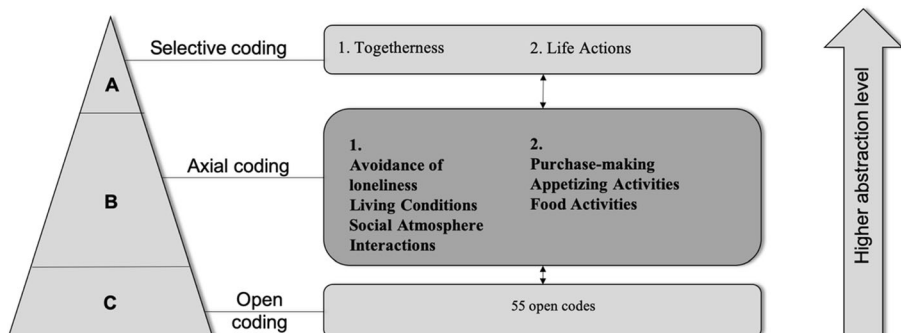 Selective coding
1. Togetherness
2. Life Actions
A
Axial coding
1.
Avoidance of
loneliness
Living Conditions
Social Atmosphere
Interactions
2.
Purchase-making
Appetizing Activities
Food Activities
B
Open
coding
55 open codes
C
Higher abstraction level